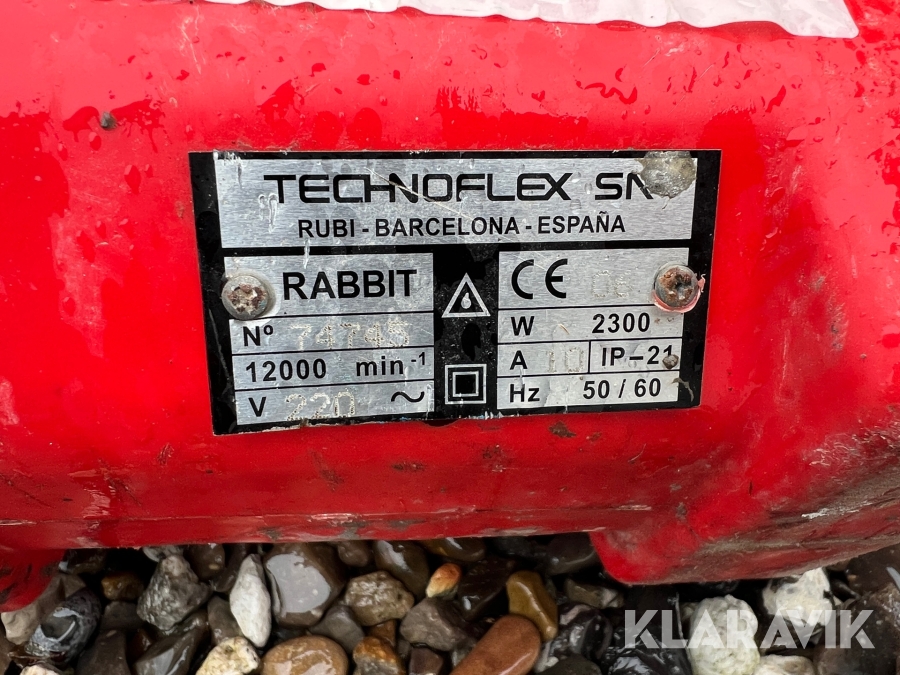 TECHNOFLEX
RUBI - BARCELONA - ESPAÑA
RABBIT
Nº 74745
12000 min-1
V 220 ~
CE 06
W 2300
A 10 IP-21
Hz 50 / 60
KLARAVIK